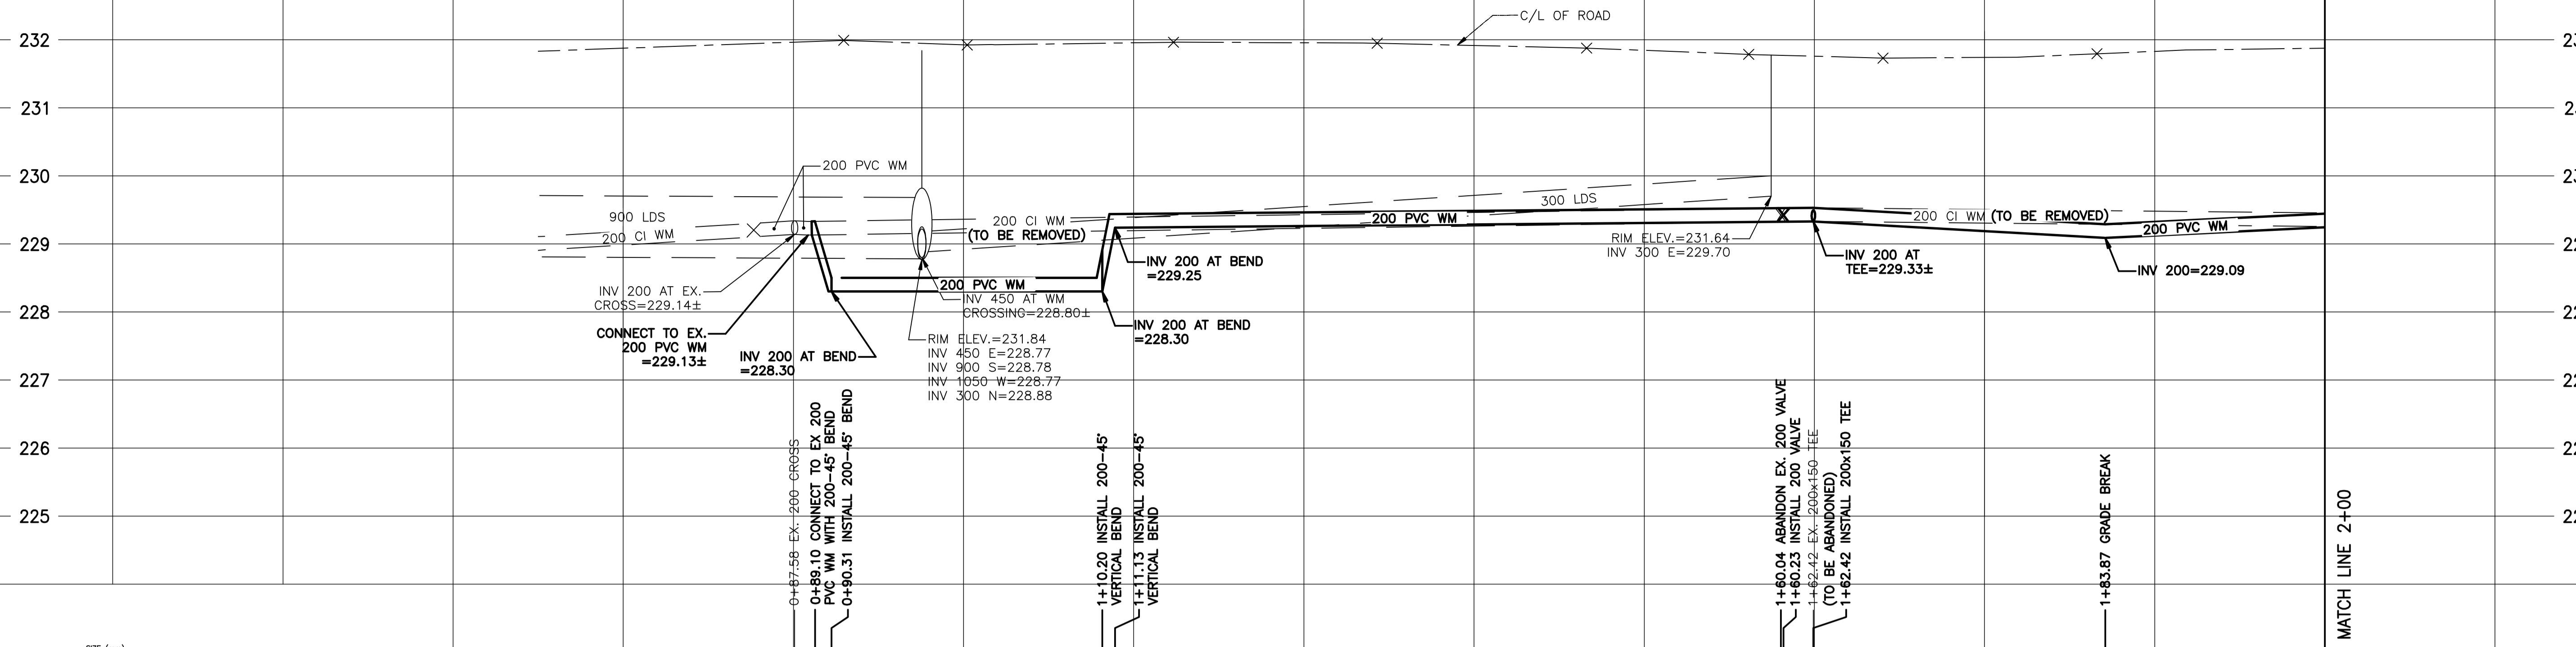 C/L OF ROAD
232
231
230
229
228
227
226
225
200 PVC WM
900 LDS
200 CI WM
200 CI WM
(TO BE REMOVED)
300 LDS
200 PVC WM
200 CI WM (TO BE REMOVED)
200 PVC WM
RIM ELEV.=231.64
INV 300 E=229.70
INV 200 AT BEND
=229.25
INV 200 AT
TEE=229.33±
INV 200=229.09
INV 200 AT EX.
CROSS=229.14±
200 PVC WM
INV 450 AT WM
CROSSING=228.80±
CONNECT TO EX.
200 PVC WM
=229.13±
INV 200 AT BEND
=228.30
INV 200 AT BEND
=228.30
RIM ELEV.=231.84
INV 450 E=228.77
INV 900 S=228.78
INV 1050 W=228.77
INV 300 N=228.88
0+87.58 EX. 200 CROSS
0+89.10 CONNECT TO EX 200
PVC WM WITH 200-45° BEND
0+90.31 INSTALL 200-45° BEND
1+10.20 INSTALL 200-45°
VERTICAL BEND
1+11.13 INSTALL 200-45°
VERTICAL BEND
1+60.04 ABANDON EX. 200 VALVE
1+60.23 INSTALL 200 VALVE
1+62.42 EX. 200x150 TEE
(TO BE ABANDONED)
1+62.42 INSTALL 200x150 TEE
1+83.87 GRADE BREAK
MATCH LINE 2+00